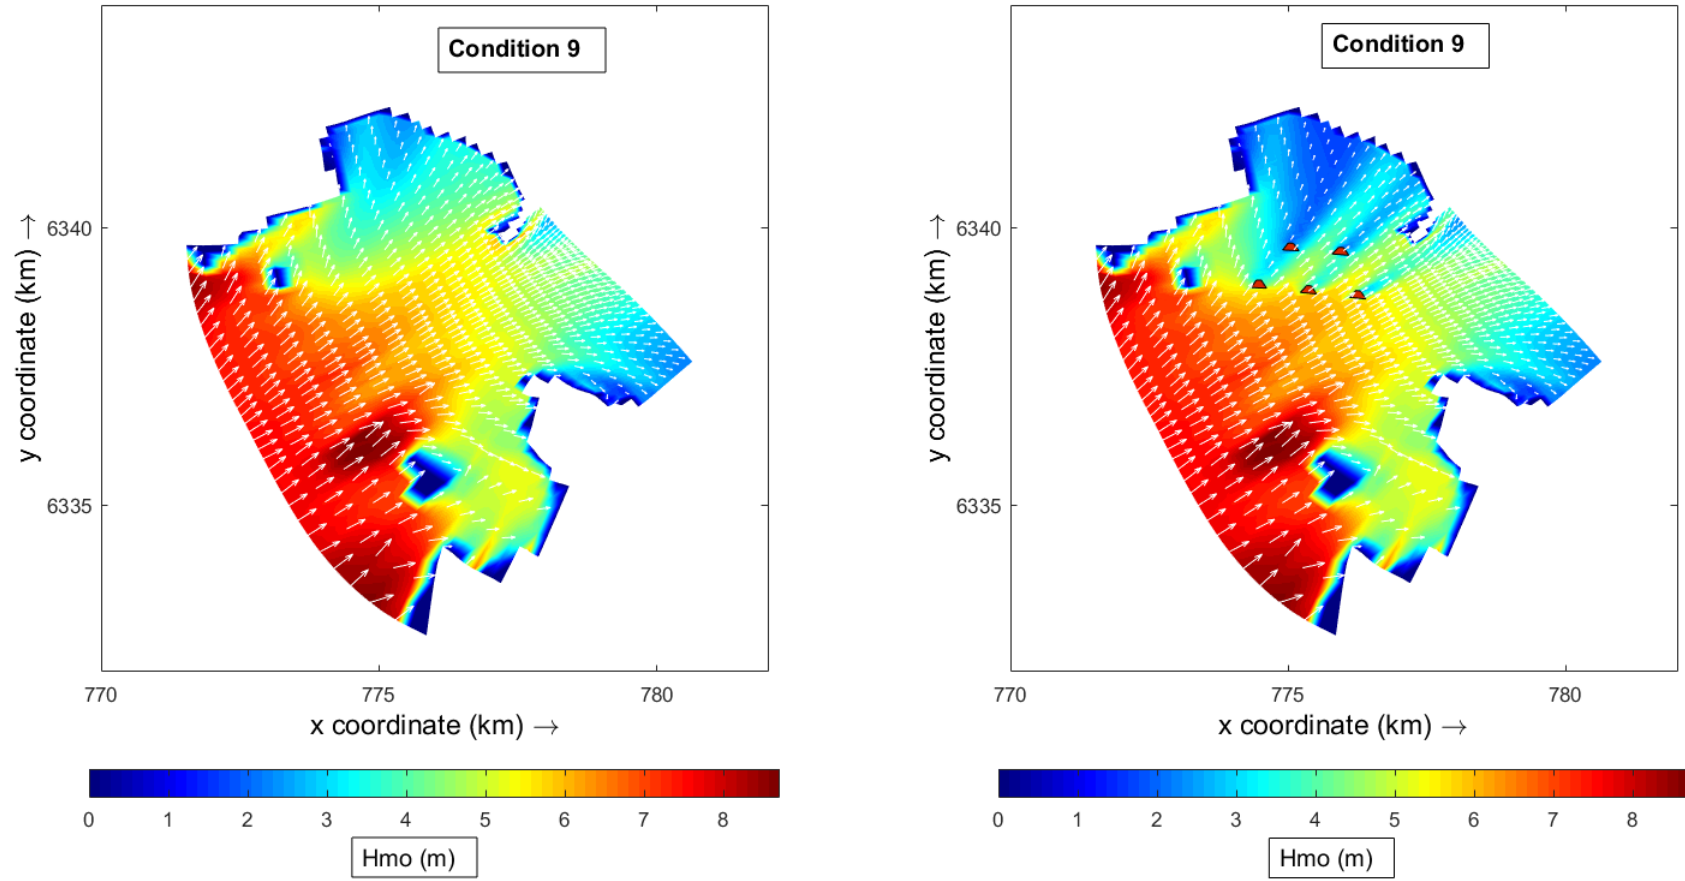 Condition 9
6340
6335
y coordinate (km) →
770
775
780
x coordinate (km) →
0 1 2 3 4 5 6 7 8
Hmo (m)
Condition 9
6340
6335
y coordinate (km) →
770
775
780
x coordinate (km) →
0 1 2 3 4 5 6 7 8
Hmo (m)